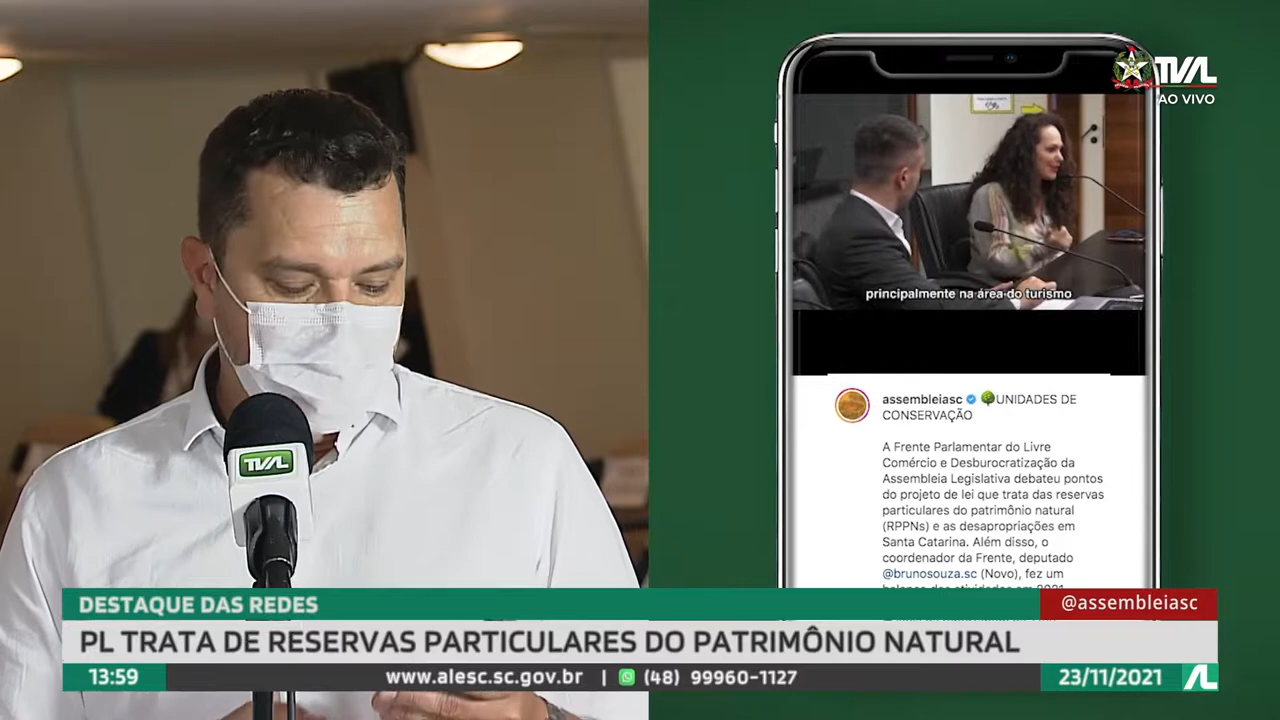 TVAL
AO VIVO
principalmente na área do turismo
assembleiasc 🌳UNIDADES DE
CONSERVAÇÃO
A Frente Parlamentar do Livre
Comércio e Desburocratização da
Assembleia Legislativa debateu pontos
do projeto de lei que trata das reservas
particulares do patrimônio natural
(RPPNs) e as desapropriações em
Santa Catarina. Além disso, o
coordenador da Frente, deputado
@brunosouza.sc (Novo), fez um
TVAL
DESTAQUE DAS REDES
@assembleiasc
PL TRATA DE RESERVAS PARTICULARES DO PATRIMÔNIO NATURAL
13:59
www.alesc.sc.gov.br | (48) 99960-1127
23/11/2021